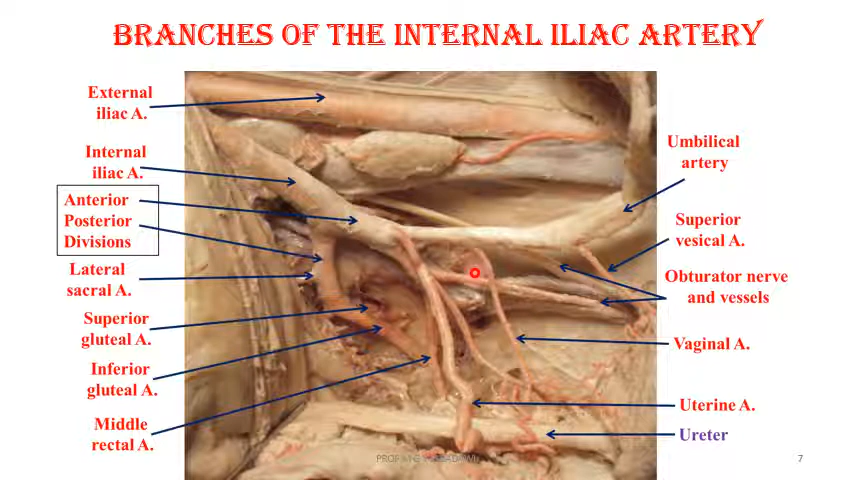 BRANCHES OF THE INTERNAL ILIAC ARTERY
External
iliac A.
Internal
iliac A.
Anterior
Posterior
Divisions
Lateral
sacral A.
Superior
gluteal A.
Inferior
gluteal A.
Middle
rectal A.
Umbilical
artery
Superior
vesical A.
Obturator nerve
and vessels
Vaginal A.
Uterine A.
Ureter
7